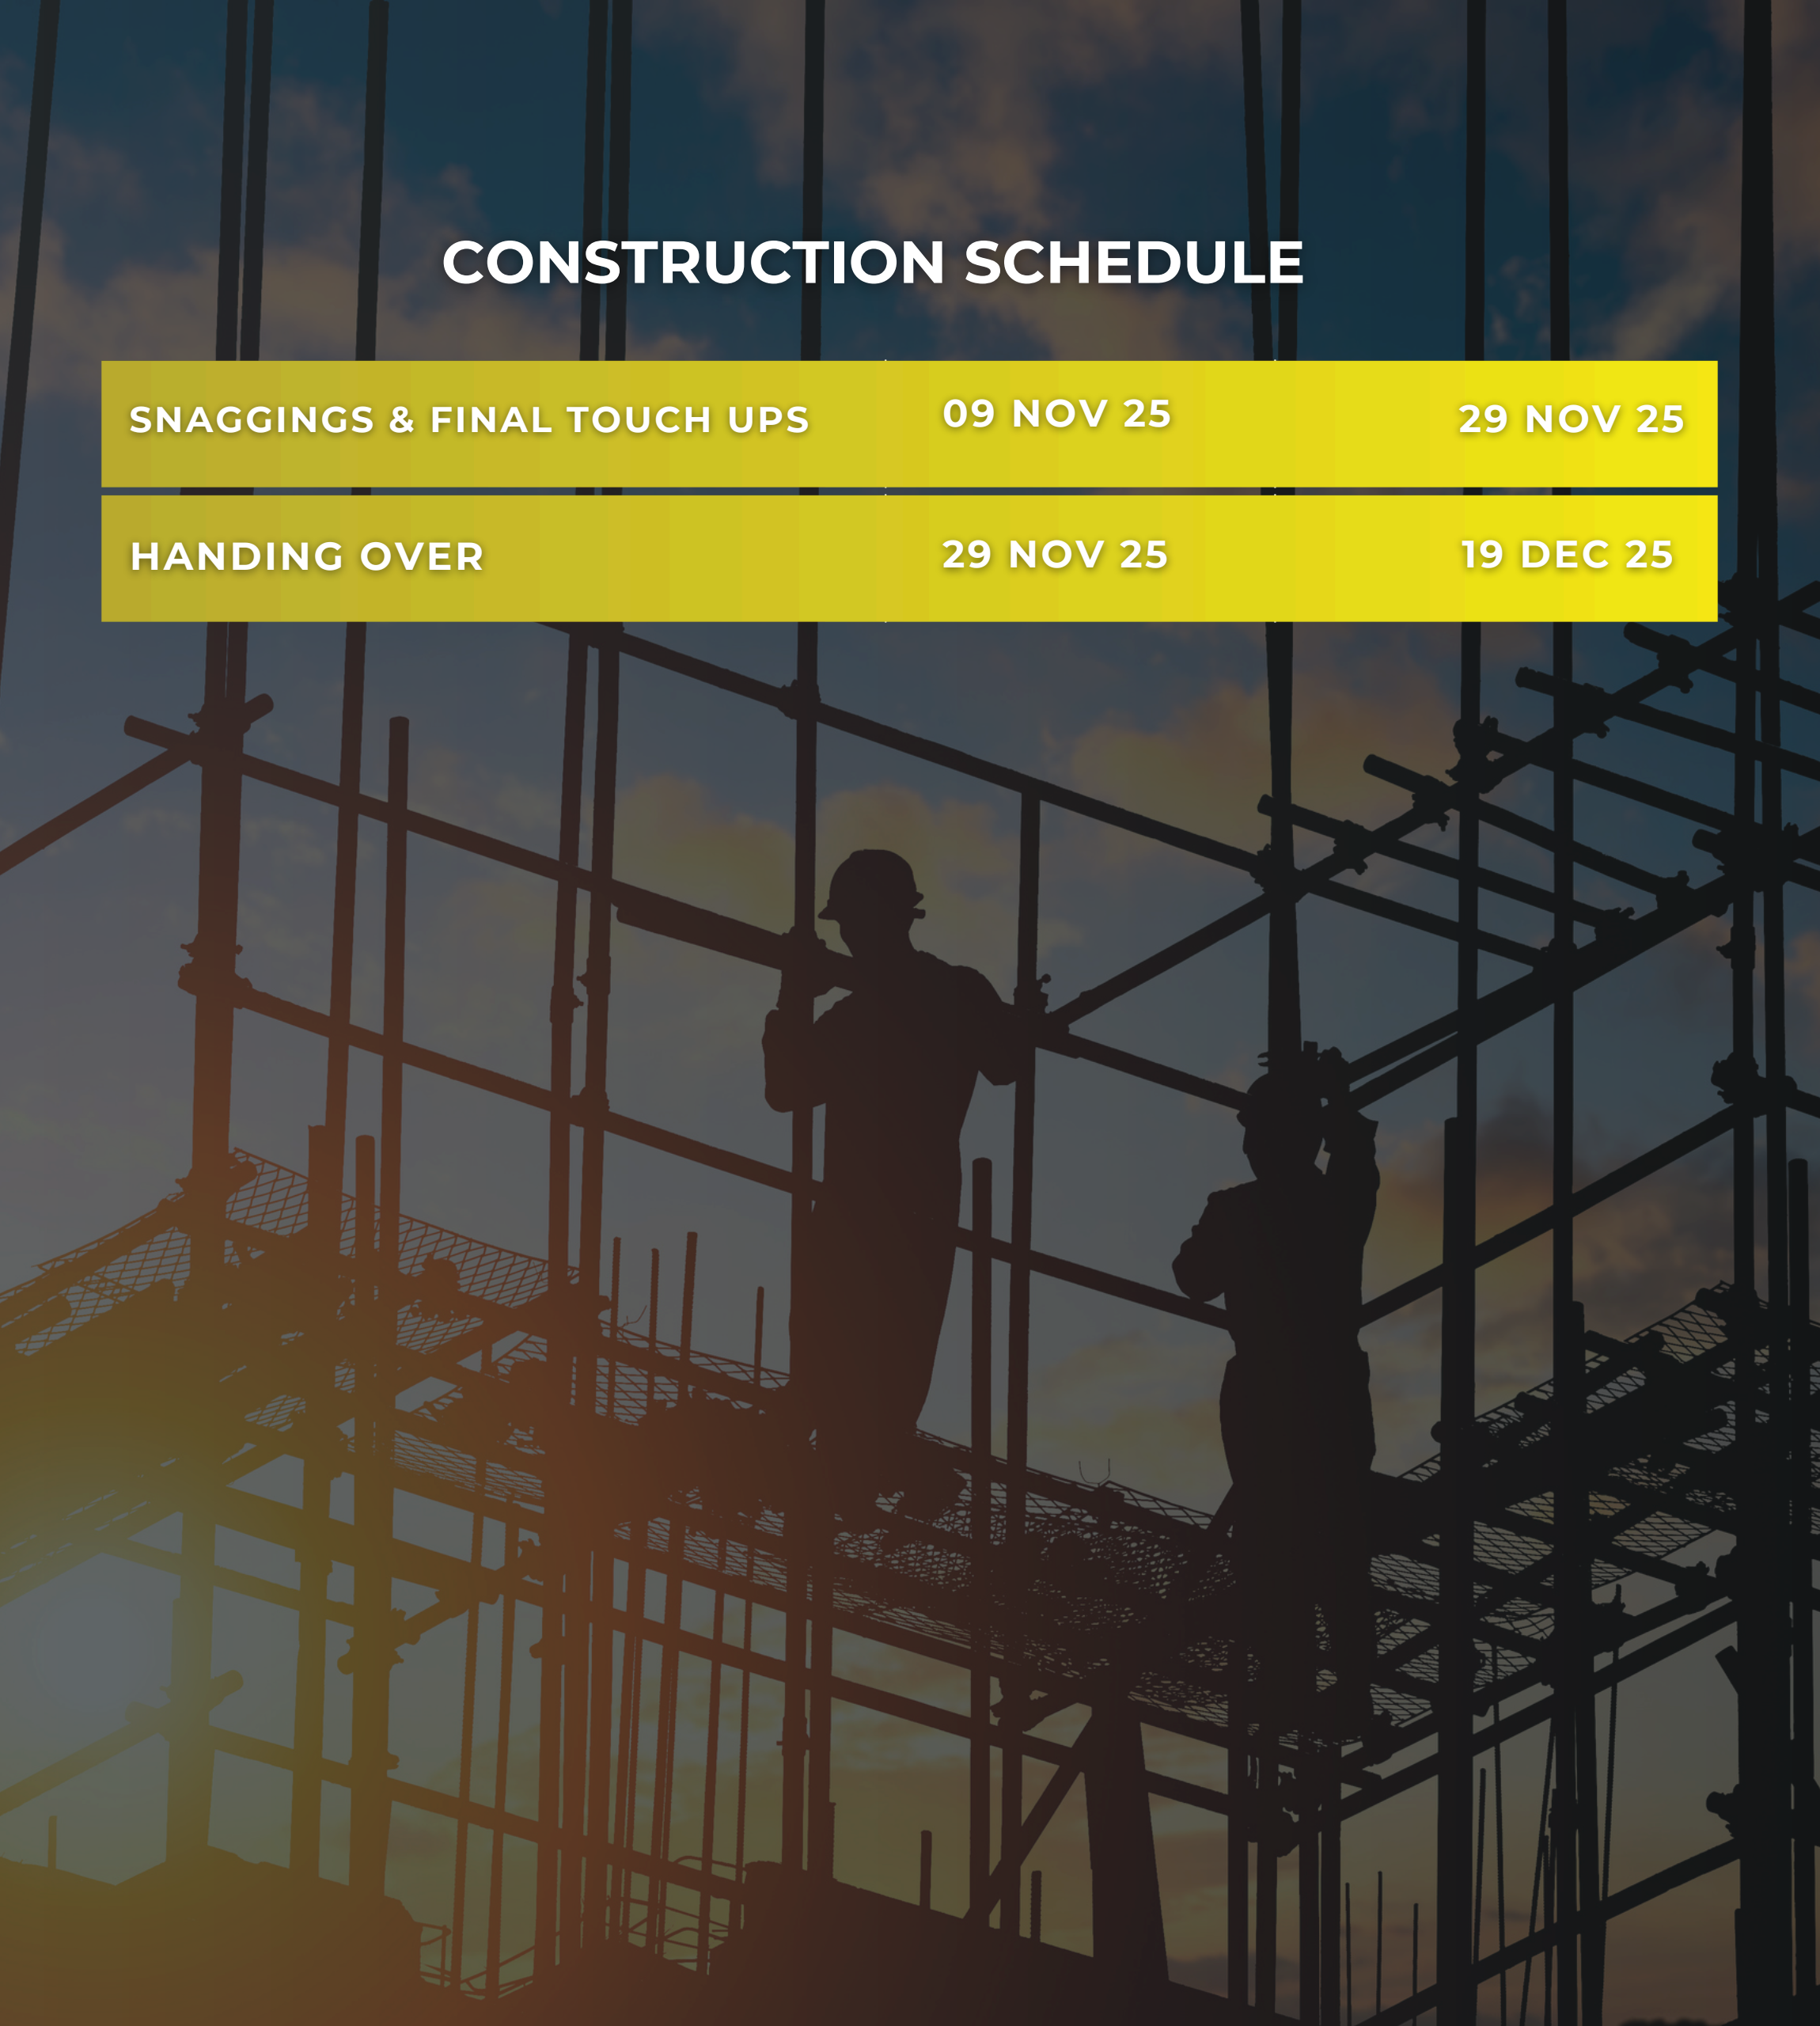 CONSTRUCTION SCHEDULE
SNAGGINGS & FINAL TOUCH UPS 09 NOV 25 29 NOV 25
HANDING OVER 29 NOV 25 19 DEC 25